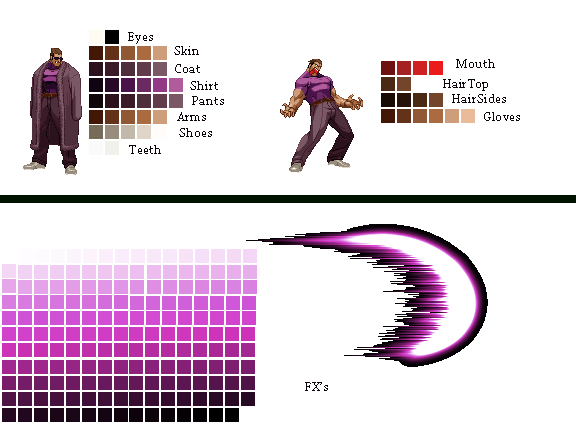 Eyes
Skin
Coat
Shirt
Pants
Arms
Shoes
Teeth
Mouth
HairTop
HairSides
Gloves
FX's